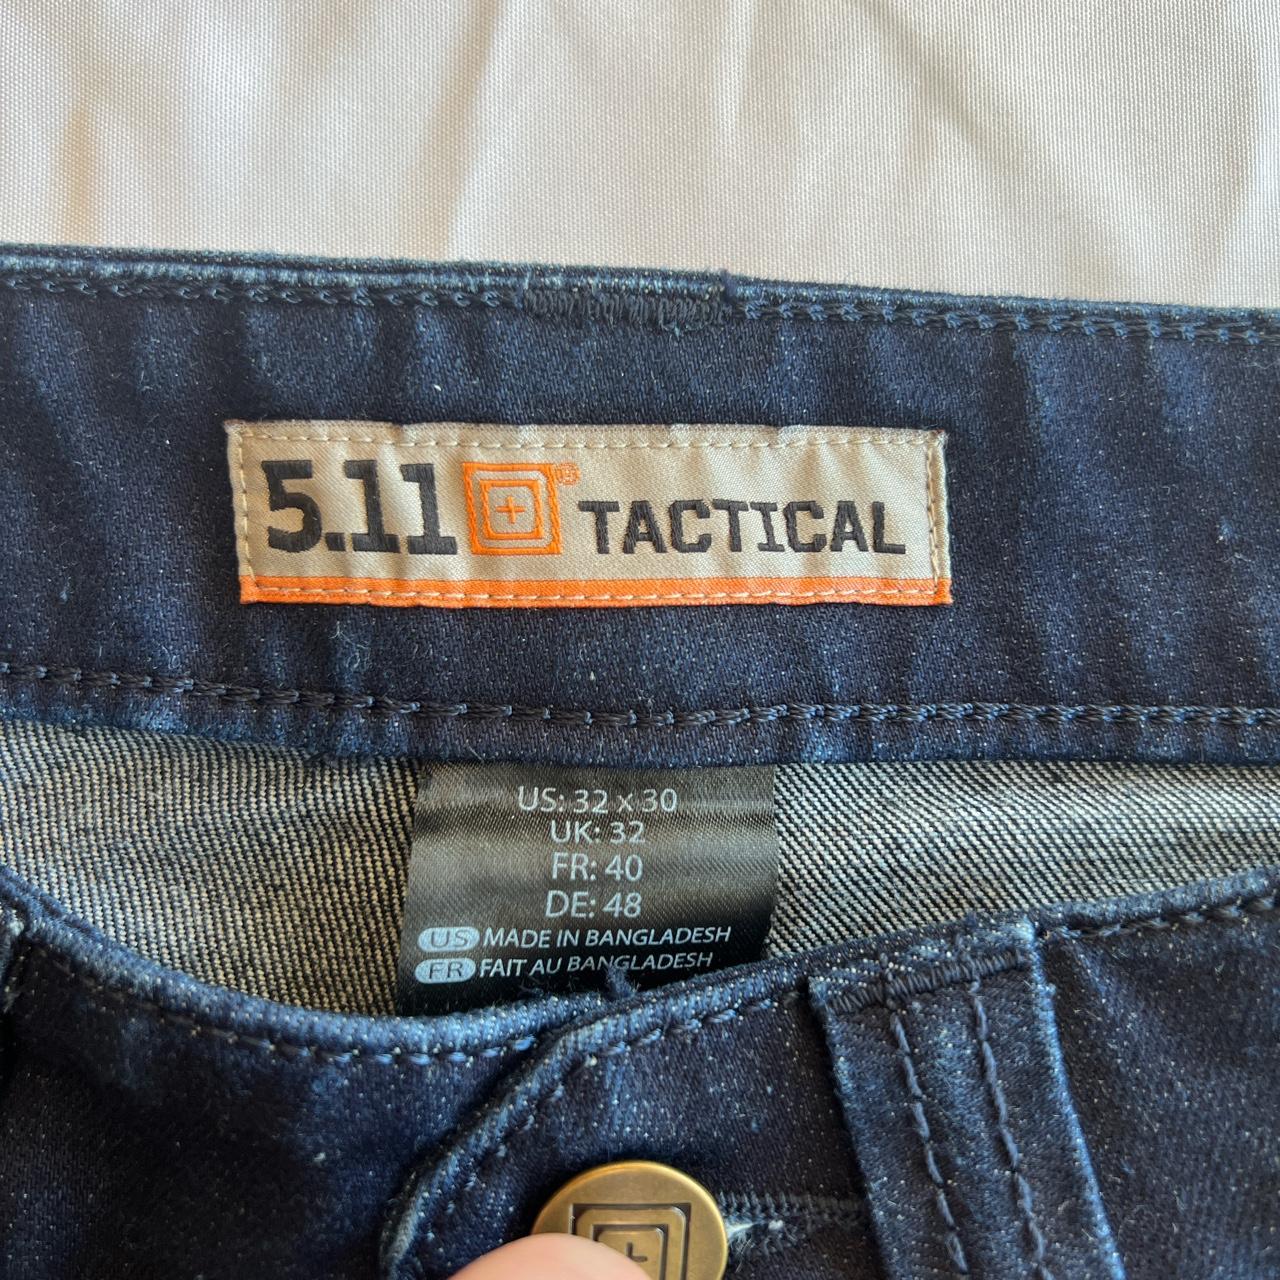 5.11 ® TACTICAL
US: 32 x 30
UK: 32
FR: 40
DE: 48
US MADE IN BANGLADESH
FR FAIT AU BANGLADESH